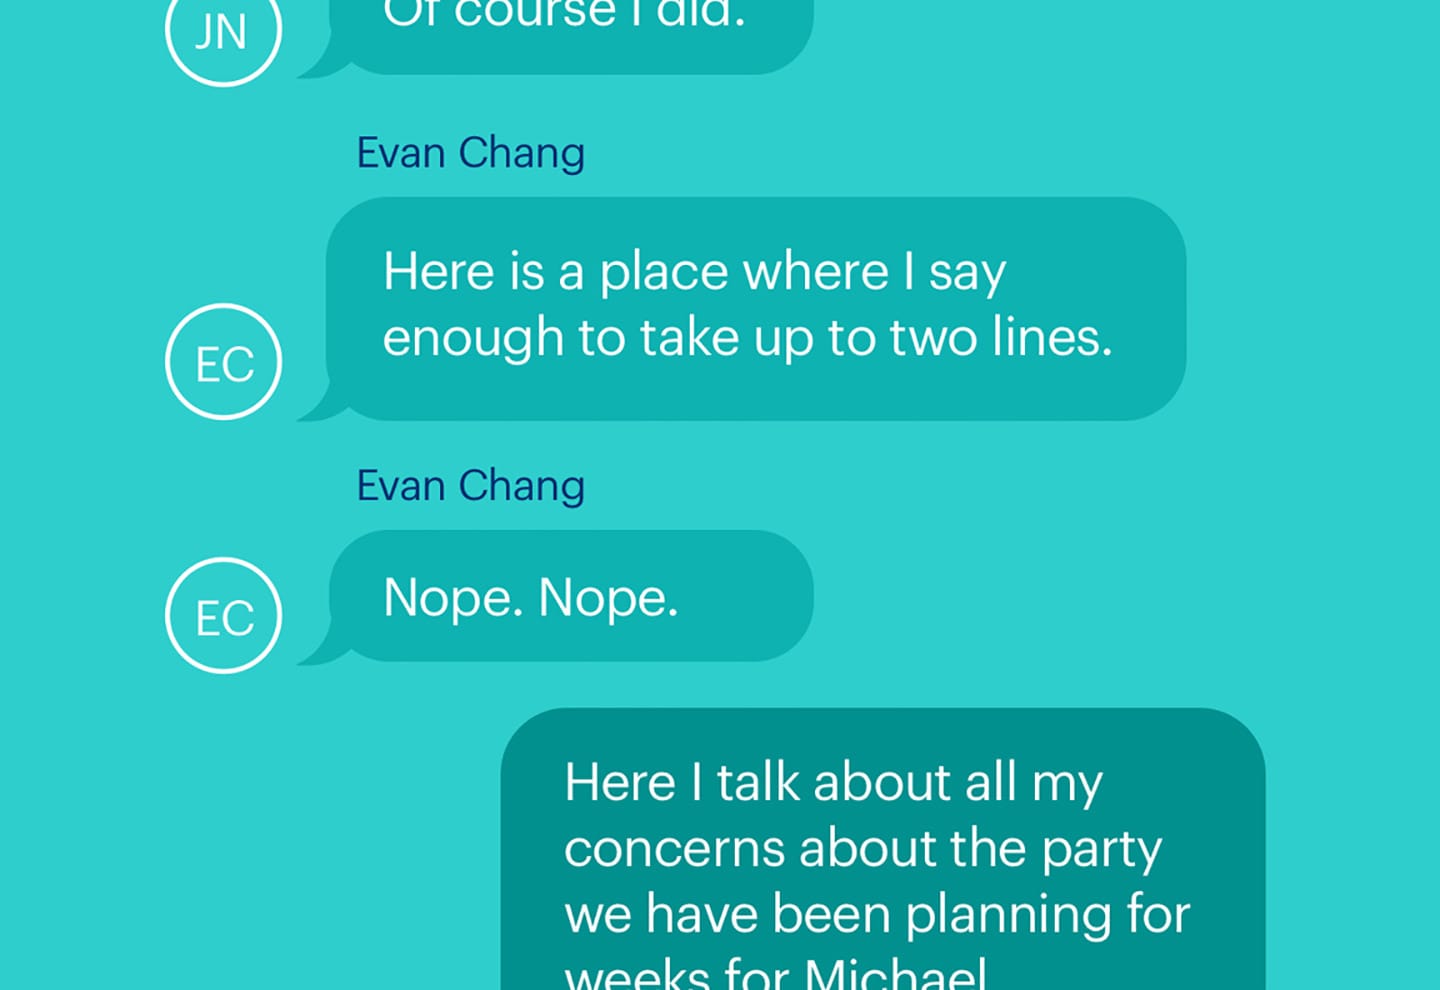 JN
Of course I did.
Evan Chang
Here is a place where I say
enough to take up to two lines.
EC
Evan Chang
Nope. Nope.
EC
Here I talk about all my
concerns about the party
we have been planning for
weeks for Michael